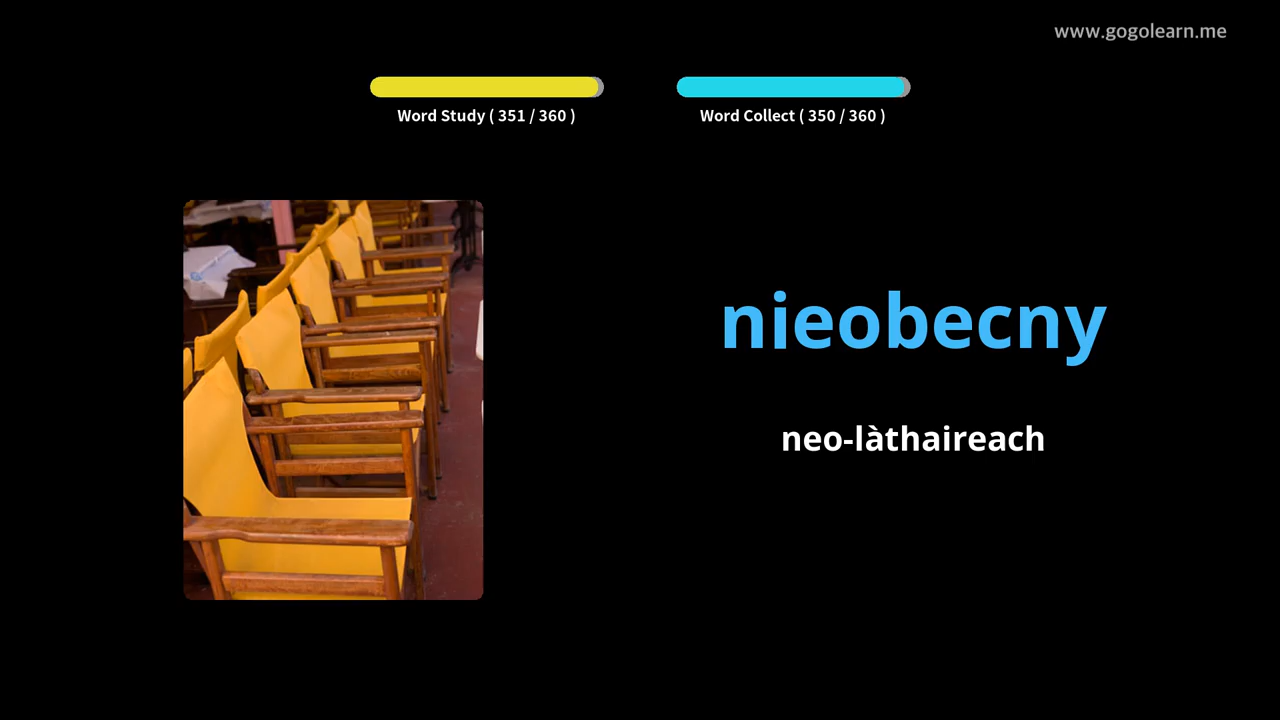 www.gogolearn.me
Word Study ( 351 / 360 )
Word Collect ( 350 / 360 )
nieobecny
neo-làthaireach